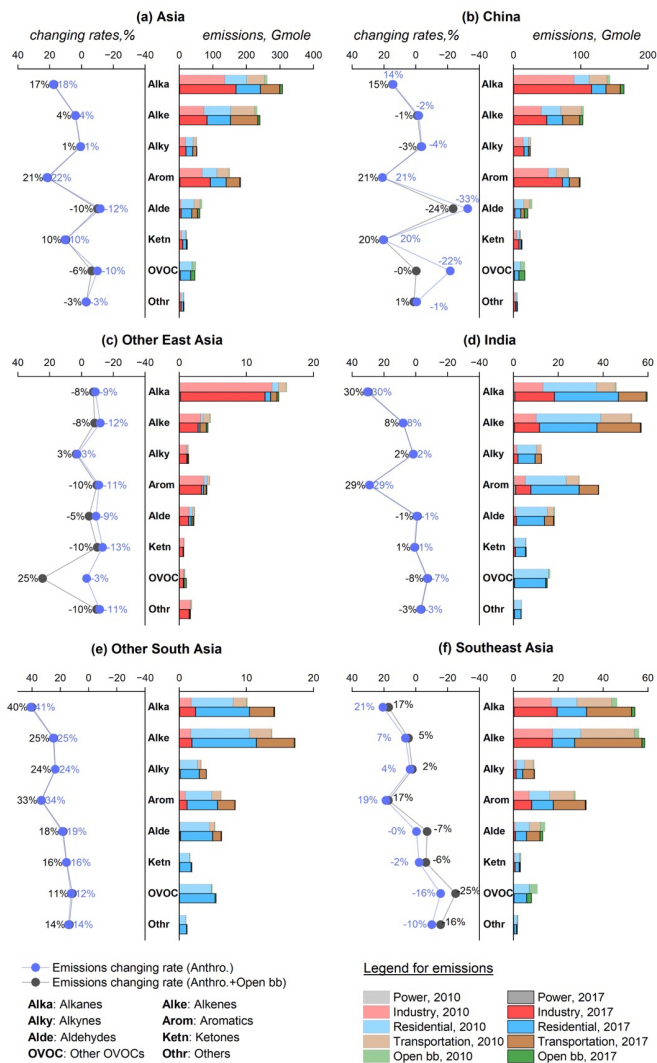 (a) Asia
(b) China
changing rates,%
emissions, Gmole
changing rates,%
emissions, Gmole
40 20 0 -20 -40 0 100 200 300 400
40 20 0 -20 -40 0 100 200
17% 18% Alka
4% 4% Alke
1% 1% Alky
21% 22% Arom
-10% -12% Alde
10% 10% Ketn
-6% -10% OVOC
-3% -3% Othr
15% 14% Alka
-1% -2% Alke
-3% -4% Alky
21% 21% Arom
-24% -33% Alde
20% 20% Ketn
-0% -22% OVOC
1% -1% Othr
(c) Other East Asia
(d) India
40 20 0 -20 -40 0 10 20
40 20 0 -20 -40 0 20 40 60
-8% -9% Alka
-8% -12% Alke
3% 3% Alky
-10% -11% Arom
-5% -9% Alde
-10% -13% Ketn
25% -3% OVOC
-10% -11% Othr
30% 30% Alka
8% 8% Alke
2% 2% Alky
29% 29% Arom
-1% -1% Alde
1% 1% Ketn
-8% -7% OVOC
-3% -3% Othr
(e) Other South Asia
(f) Southeast Asia
40 20 0 -20 -40 0 10 20
40 20 0 -20 -40 0 20 40 60
40% 41% Alka
25% 25% Alke
24% 24% Alky
33% 34% Arom
18% 19% Alde
16% 16% Ketn
11% 12% OVOC
14% 14% Othr
21% 17% Alka
7% 5% Alke
4% 2% Alky
19% 17% Arom
-0% -7% Alde
-2% -6% Ketn
-16% -25% OVOC
-10% -16% Othr
Emissions changing rate (Anthro.)
Emissions changing rate (Anthro.+Open bb)
Alka: Alkanes Alke: Alkenes
Alky: Alkynes Arom: Aromatics
Alde: Aldehydes Ketn: Ketones
OVOC: Other OVOCs Othr: Others
Legend for emissions
Power, 2010 Power, 2017
Industry, 2010 Industry, 2017
Residential, 2010 Residential, 2017
Transportation, 2010 Transportation, 2017
Open bb, 2010 Open bb, 2017